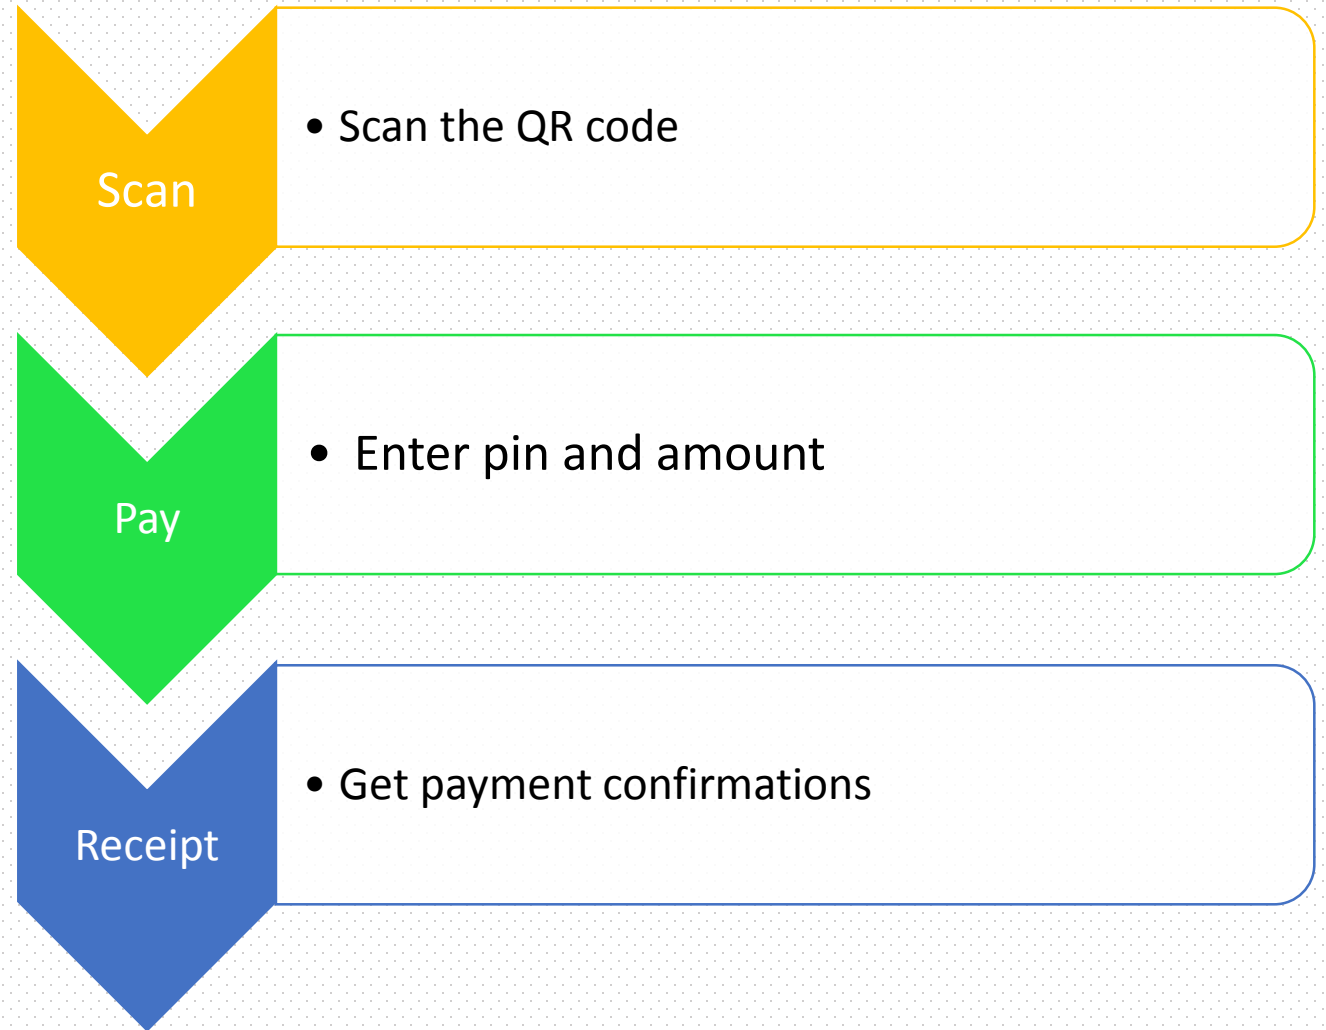 Scan
• Scan the QR code
Pay
• Enter pin and amount
Receipt
• Get payment confirmations